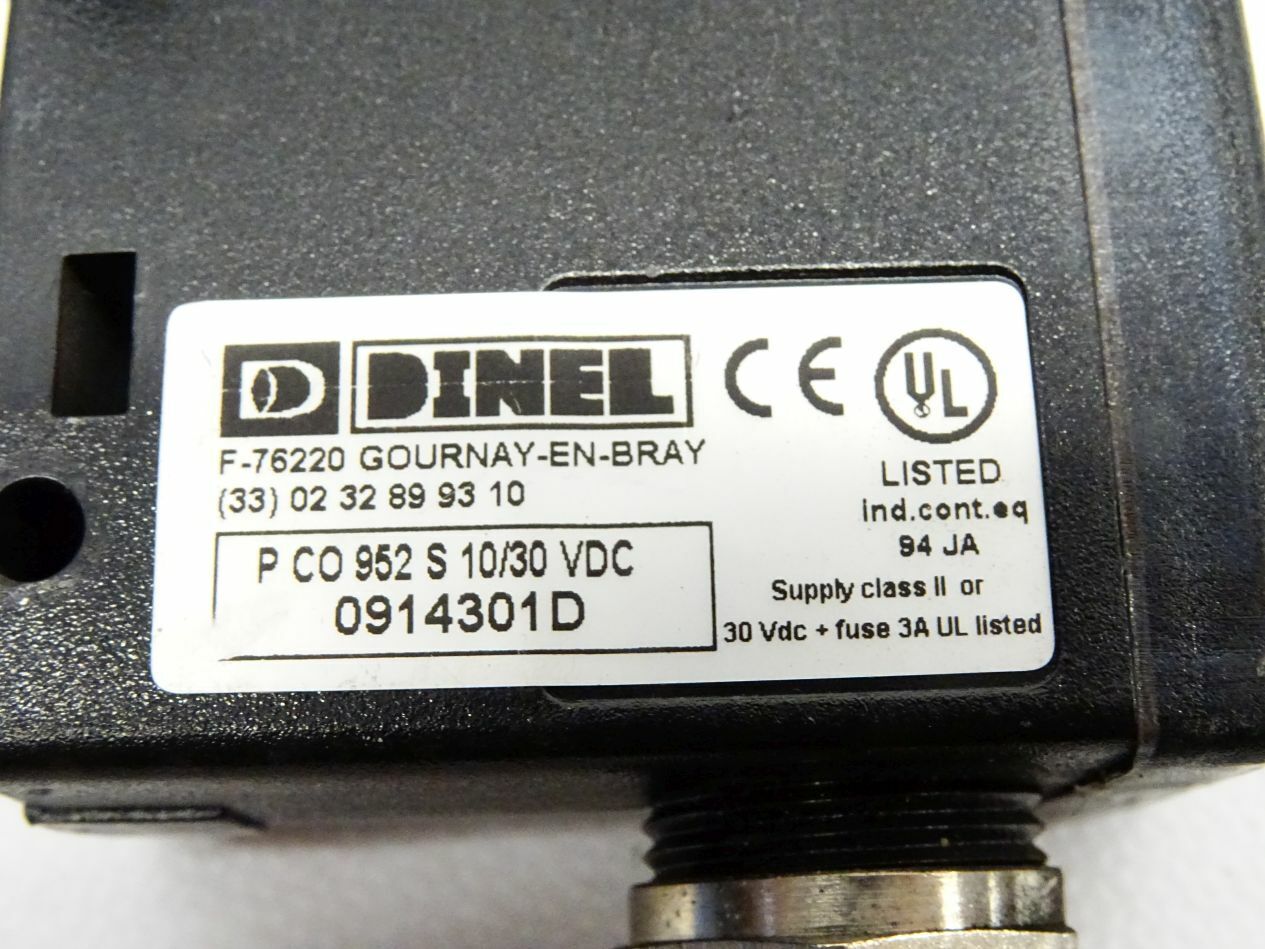 DINEL CE UL
F-76220 GOURNAY-EN-BRAY
(33) 02 32 89 93 10
P CO 952 S 10/30 VDC
0914301D
LISTED
ind.cont.eq
94 JA
Supply class II or
30 Vdc + fuse 3A UL listed